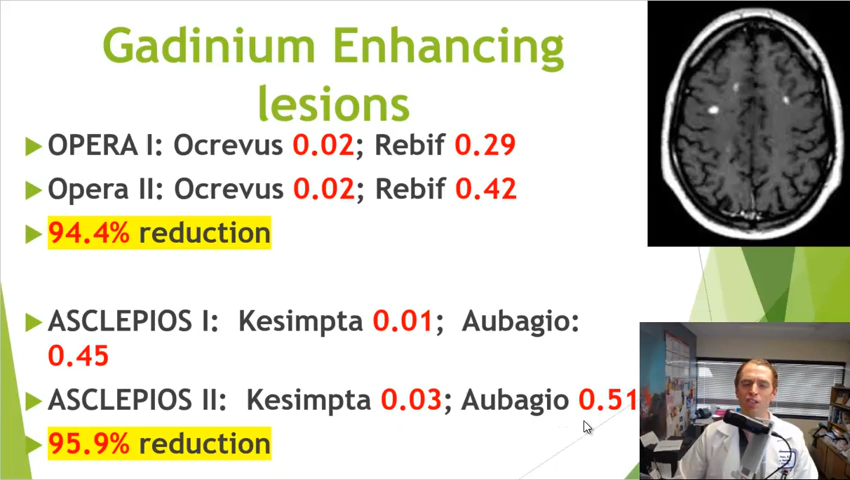 Gadinium Enhancing
lesions
OPERA I: Ocrevus 0.02; Rebif 0.29
Opera II: Ocrevus 0.02; Rebif 0.42
94.4% reduction
ASCLEPIOS I: Kesimpta 0.01; Aubagio:
0.45
ASCLEPIOS II: Kesimpta 0.03; Aubagio 0.51
95.9% reduction